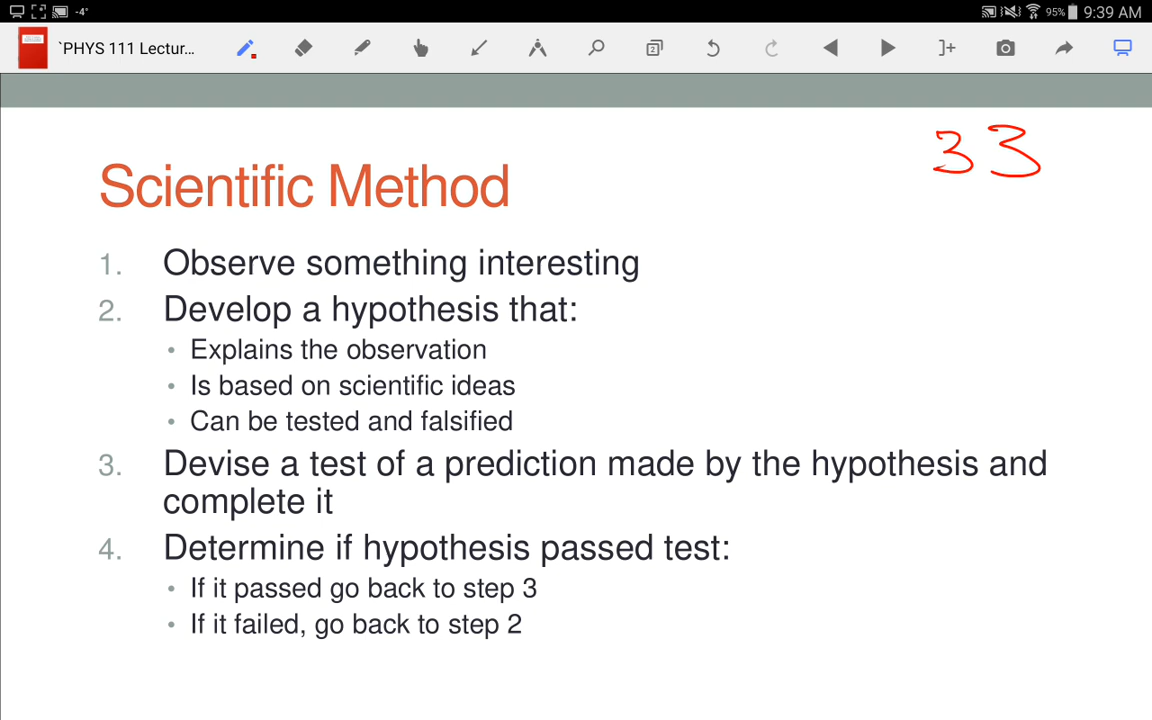 -4°
95%
9:39 AM
`PHYS 111 Lectur...
2
33
Scientific Method
1. Observe something interesting
2. Develop a hypothesis that:
• Explains the observation
• Is based on scientific ideas
• Can be tested and falsified
3. Devise a test of a prediction made by the hypothesis and
complete it
4. Determine if hypothesis passed test:
• If it passed go back to step 3
• If it failed, go back to step 2